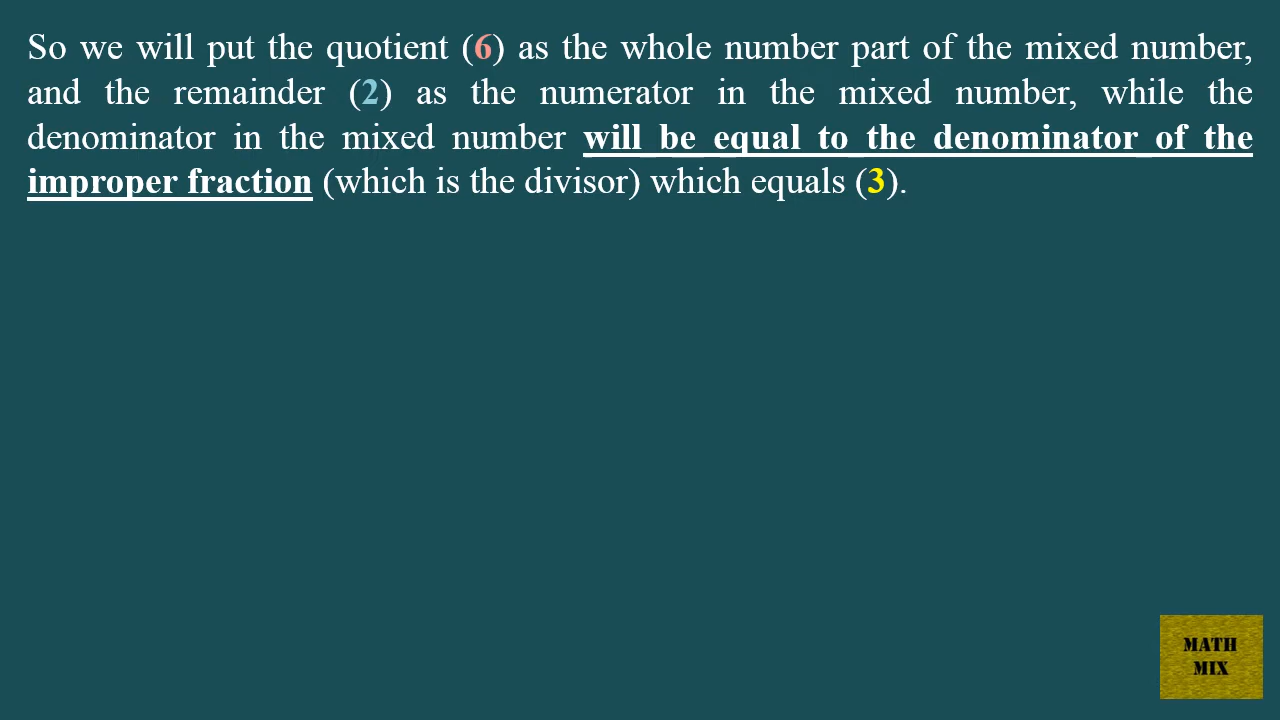 So we will put the quotient (6) as the whole number part of the mixed number,
and the remainder (2) as the numerator in the mixed number, while the
denominator in the mixed number will be equal to the denominator of the
improper fraction (which is the divisor) which equals (3).
MATH
MIX